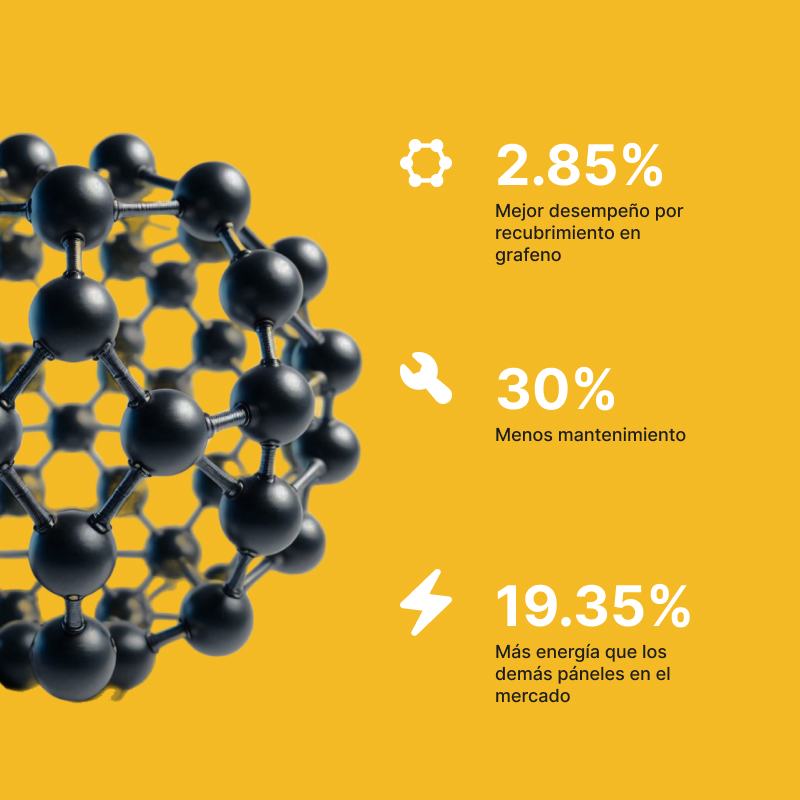 2.85%
Mejor desempeño por
recubrimiento en
grafeno
30%
Menos mantenimiento
19.35%
Más energía que los
demás páneles en el
mercado